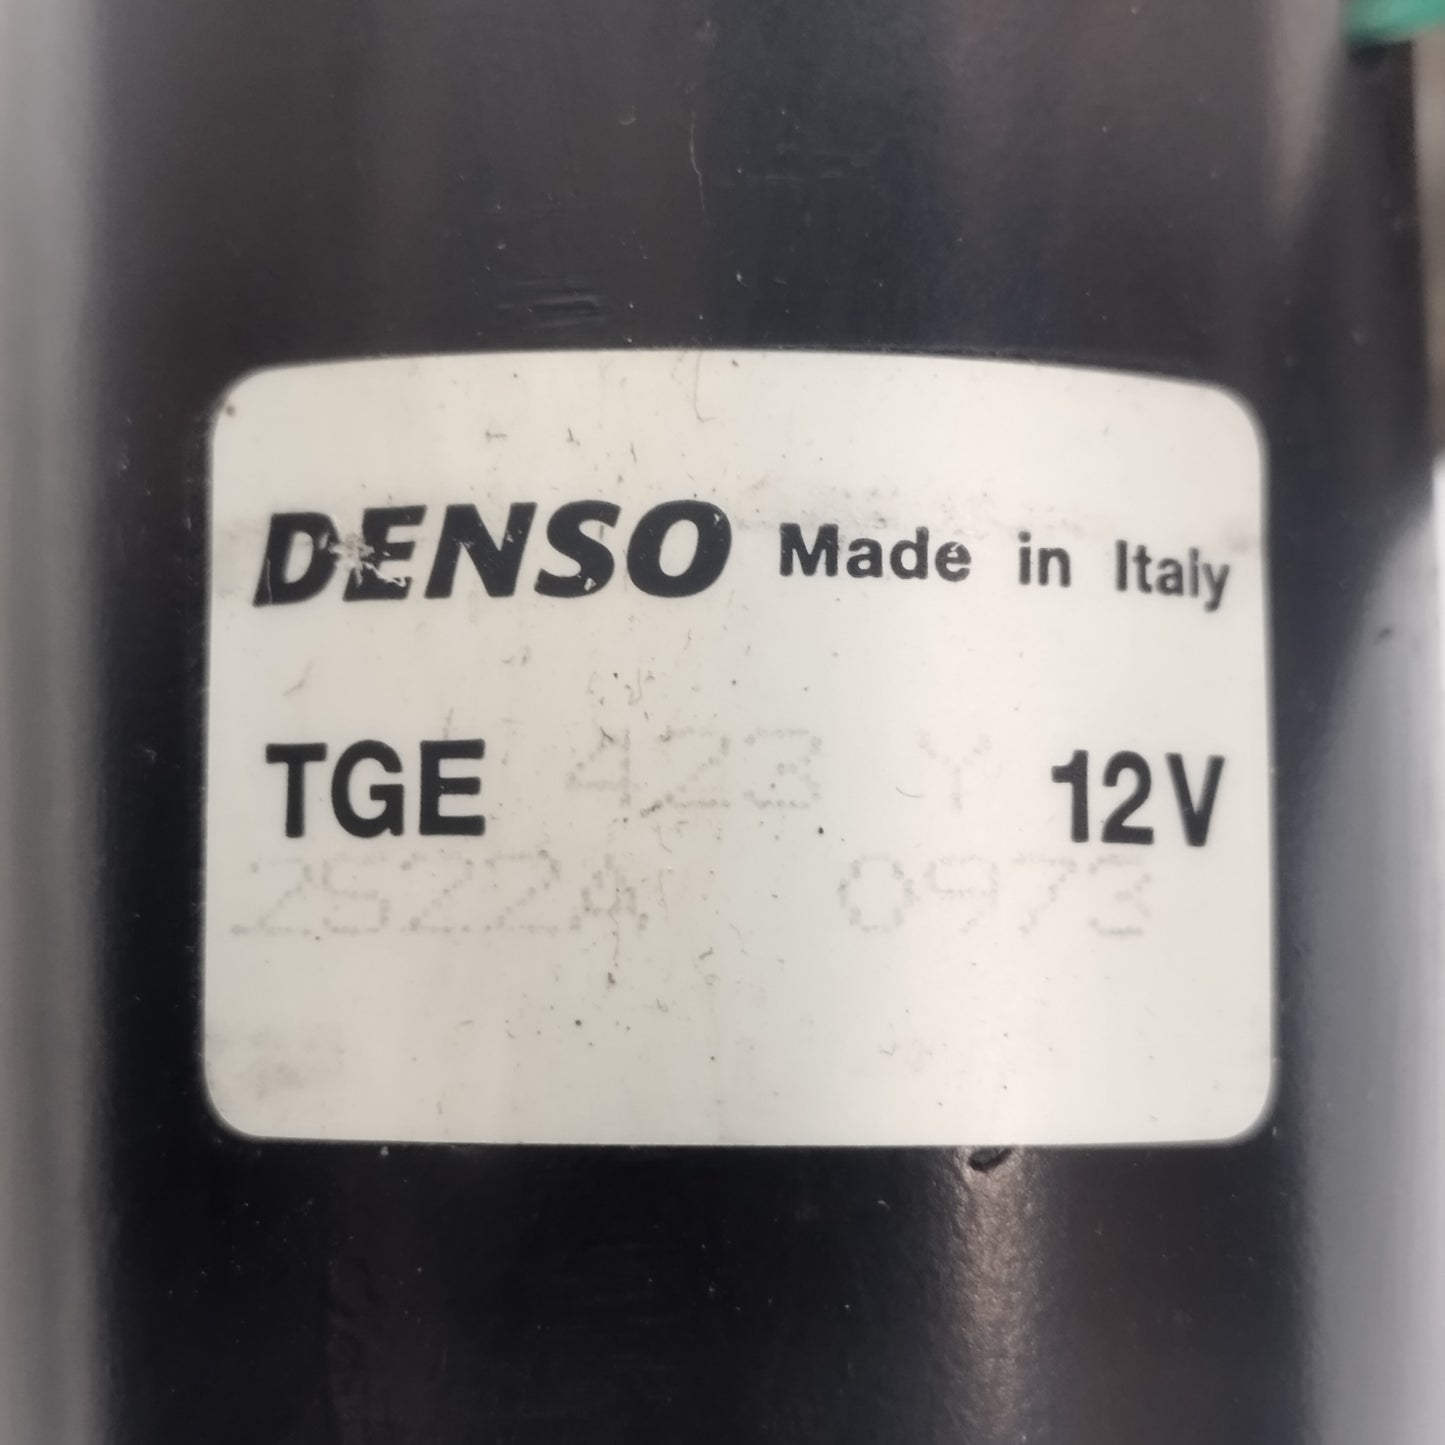 DENSO Made in Italy
TGE 423 Y 12V
2522A 0973